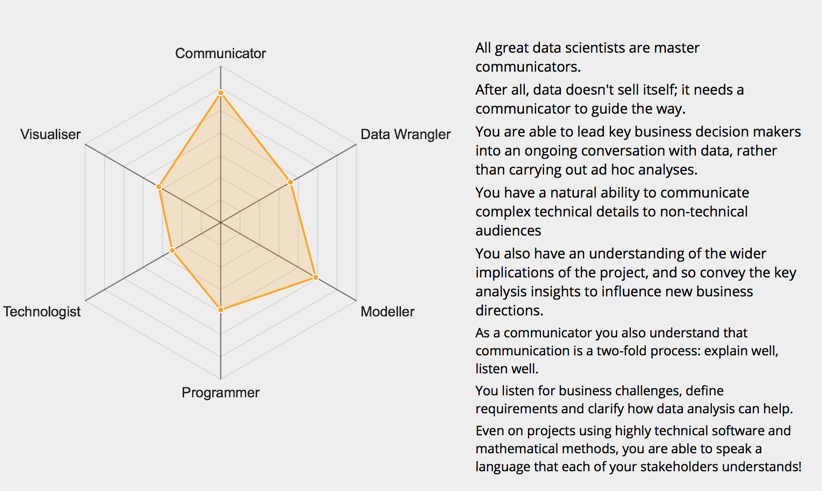 Communicator
Visualiser
Data Wrangler
Technologist
Modeller
Programmer
All great data scientists are master
communicators.
After all, data doesn't sell itself; it needs a
communicator to guide the way.
You are able to lead key business decision makers
into an ongoing conversation with data, rather
than carrying out ad hoc analyses.
You have a natural ability to communicate
complex technical details to non-technical
audiences
You also have an understanding of the wider
implications of the project, and so convey the key
analysis insights to influence new business
directions.
As a communicator you also understand that
communication is a two-fold process: explain well,
listen well.
You listen for business challenges, define
requirements and clarify how data analysis can help.
Even on projects using highly technical software and
mathematical methods, you are able to speak a
language that each of your stakeholders understands!